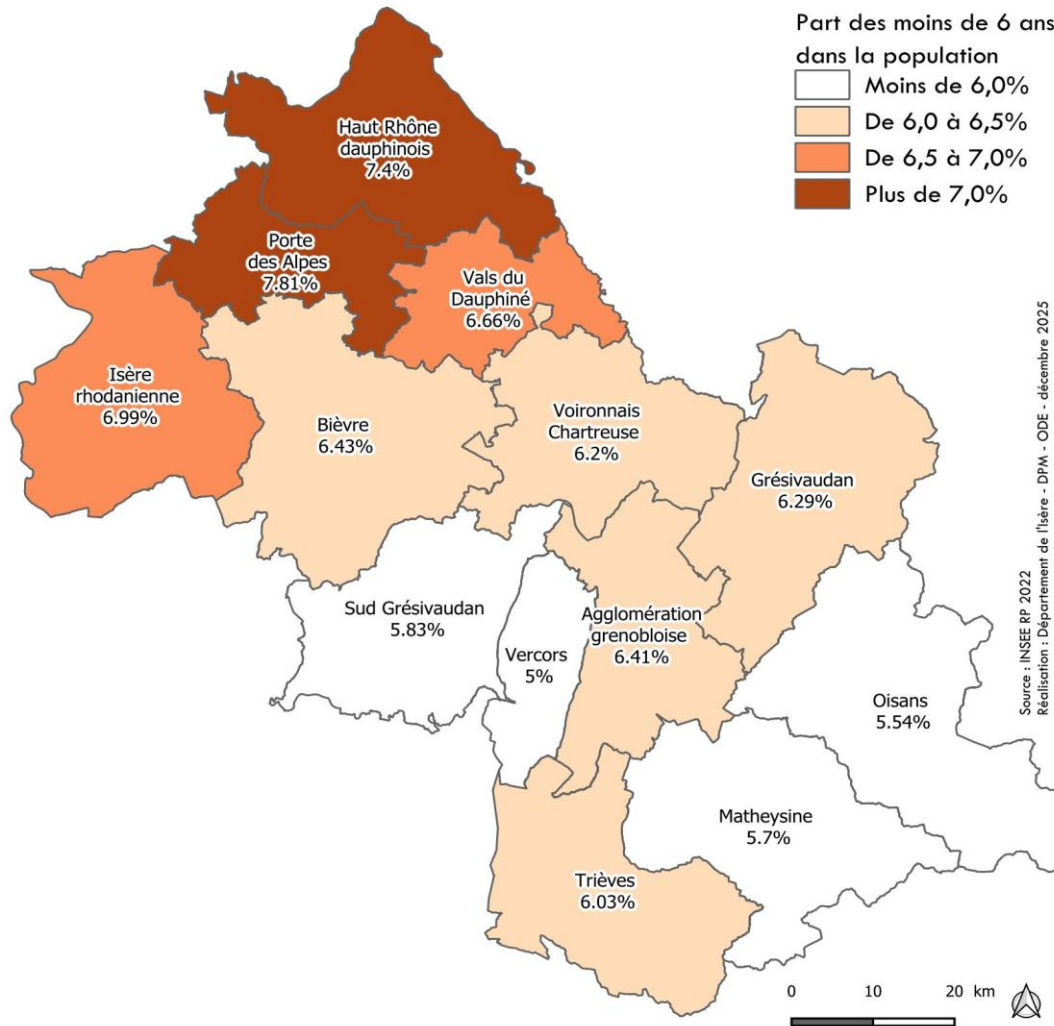 Part des moins de 6 ans
dans la population
Moins de 6,0%
De 6,0 à 6,5%
De 6,5 à 7,0%
Plus de 7,0%
Haut Rhône
dauphinois
7.4%
Porte
des Alpes
7.81%
Vals du
Dauphiné
6.66%
Isère
rhodanienne
6.99%
Bièvre
6.43%
Voironnais
Chartreuse
6.2%
Grésivaudan
6.29%
Sud Grésivaudan
5.83%
Vercors
5%
Agglomération
grenobloise
6.41%
Oisans
5.54%
Matheysine
5.7%
Trièves
6.03%
Source : INSEE RP 2022
Réalisation : Département de l'Isère - DPM - ODE - décembre 2025
0 10 20 km